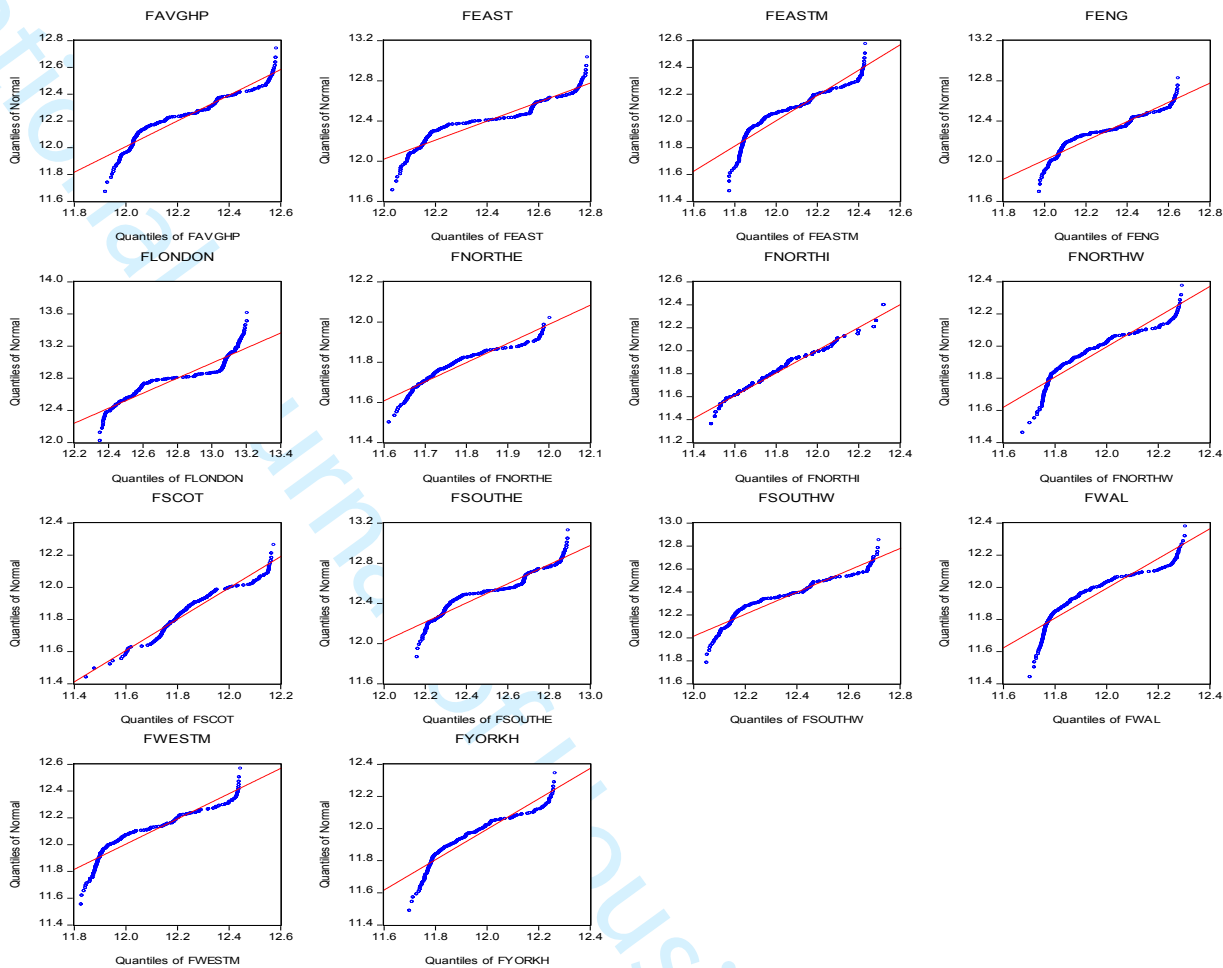 FAVGHP
12.8
12.6
12.4
12.2
12.0
11.8
11.6
11.8 12.0 12.2 12.4 12.6
Quantiles of Normal
Quantiles of FAVGHP
FEAST
13.2
12.8
12.4
12.0
11.6
12.0 12.2 12.4 12.6 12.8
Quantiles of Normal
Quantiles of FEAST
FEASTM
12.6
12.4
12.2
12.0
11.8
11.6
11.4
11.6 11.8 12.0 12.2 12.4 12.6
Quantiles of Normal
Quantiles of FEASTM
FENG
13.2
12.8
12.4
12.0
11.6
11.8 12.0 12.2 12.4 12.6 12.8
Quantiles of Normal
Quantiles of FENG
FLONDON
14.0
13.6
13.2
12.8
12.4
12.0
12.2 12.4 12.6 12.8 13.0 13.2 13.4
Quantiles of Normal
Quantiles of FLONDON
FNORTHE
12.2
12.0
11.8
11.6
11.4
11.6 11.7 11.8 11.9 12.0 12.1
Quantiles of Normal
Quantiles of FNORTHE
FNORTHI
12.6
12.4
12.2
12.0
11.8
11.6
11.4
11.2
11.4 11.6 11.8 12.0 12.2 12.4
Quantiles of Normal
Quantiles of FNORTHI
FNORTHW
12.4
12.2
12.0
11.8
11.6
11.4
11.6 11.8 12.0 12.2 12.4
Quantiles of Normal
Quantiles of FNORTHW
FSCOT
12.4
12.2
12.0
11.8
11.6
11.4
11.4 11.6 11.8 12.0 12.2
Quantiles of Normal
Quantiles of FSCOT
FSOUTHE
13.2
12.8
12.4
12.0
11.6
12.0 12.2 12.4 12.6 12.8 13.0
Quantiles of Normal
Quantiles of FSOUTHE
FSOUTHW
13.0
12.8
12.6
12.4
12.2
12.0
11.8
11.6
12.0 12.2 12.4 12.6 12.8
Quantiles of Normal
Quantiles of FSOUTHW
FWAL
12.4
12.2
12.0
11.8
11.6
11.4
11.6 11.8 12.0 12.2 12.4
Quantiles of Normal
Quantiles of FWAL
FWESTM
12.6
12.4
12.2
12.0
11.8
11.6
11.4
11.8 12.0 12.2 12.4 12.6
Quantiles of Normal
Quantiles of FWESTM
FYORKH
12.4
12.2
12.0
11.8
11.6
11.4
11.6 11.8 12.0 12.2 12.4
Quantiles of Normal
Quantiles of FYORKH